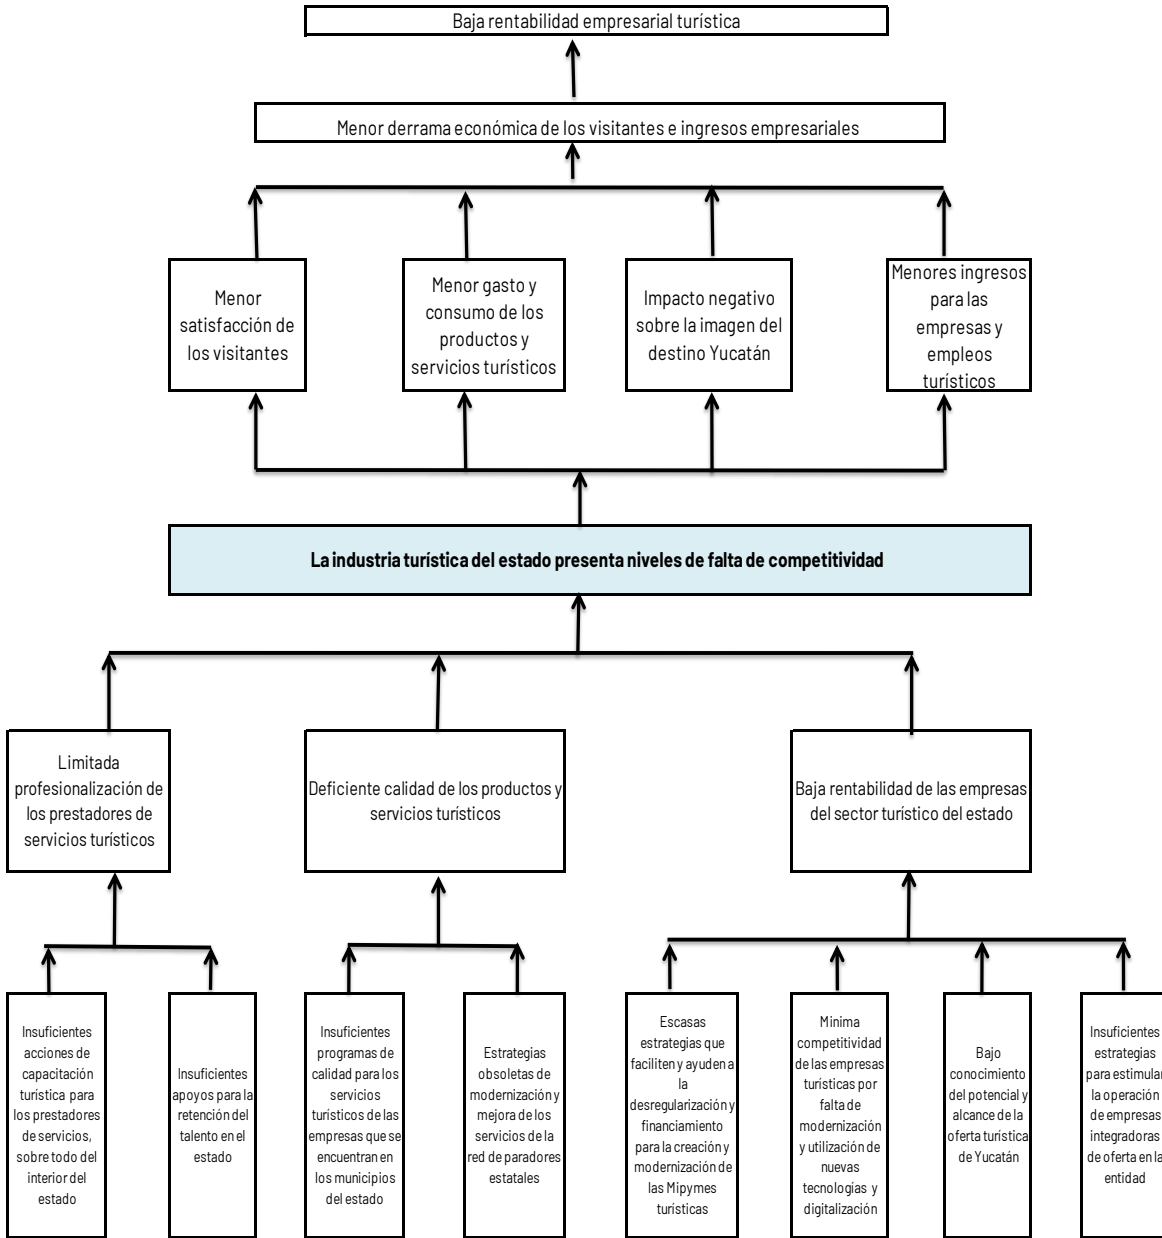 Baja rentabilidad empresarial turística
Menor derrama económica de los visitantes e ingresos empresariales
Menor
satisfacción de
los visitantes
Menor gasto y
consumo de los
productos y
servicios turísticos
Impacto negativo
sobre la imagen del
destino Yucatán
Menores ingresos
para las
empresas y
empleos
turísticos
La industria turística del estado presenta niveles de falta de competitividad
Limitada
profesionalización de
los prestadores de
servicios turísticos
Deficiente calidad de los productos y
servicios turísticos
Baja rentabilidad de las empresas
del sector turístico del estado
Insuficientes
acciones de
capacitación
turística para
los prestadores
de servicios,
sobre todo del
interior del
estado
Insuficientes
apoyos para la
retención del
talento en el
estado
Insuficientes
programas de
calidad para los
servicios
turísticos de las
empresas que se
encuentran en
los municipios
del estado
Estrategias
obsoletas de
modernización y
mejora de los
servicios de la
red de paradores
estatales
Escasas
estrategias que
faciliten y ayuden a
la
desregularización y
financiamiento
para la creación y
modernización de
las Mipymes
turísticas
Minima
competitividad
de las empresas
turísticas por
falta de
modernización
y utilización de
nuevas
tecnologías y
digitalización
Bajo
conocimiento
del potencial y
alcance de la
oferta turística
de Yucatán
Insuficientes
estrategias
para estimular
la operación
de empresas
integradoras
de oferta en la
entidad